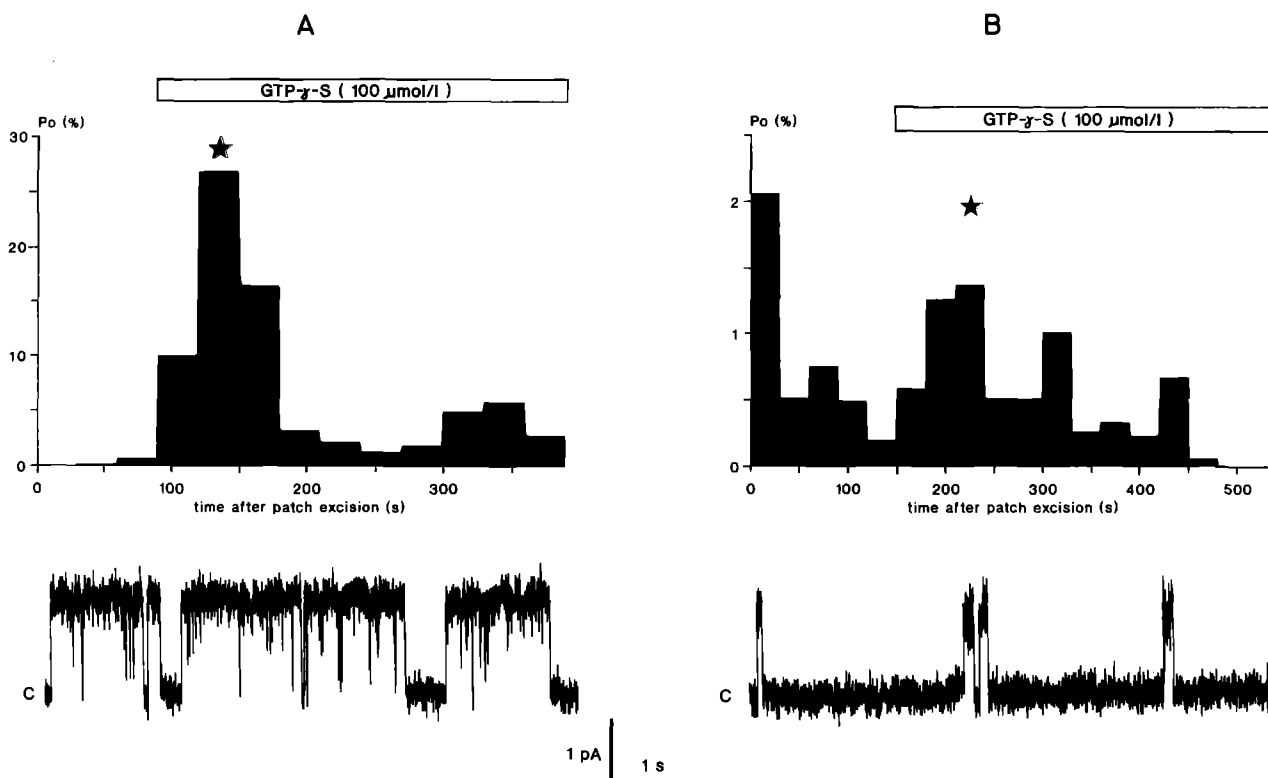 A
GTP-γ-S ( 100 µmol/l )
Po (%)
30
20
10
0
0 100 200 300
time after patch excision (s)
C
1 pA
1 s
B
GTP-γ-S ( 100 µmol/l )
Po (%)
2
1
0
0 100 200 300 400 500
time after patch excision (s)
C